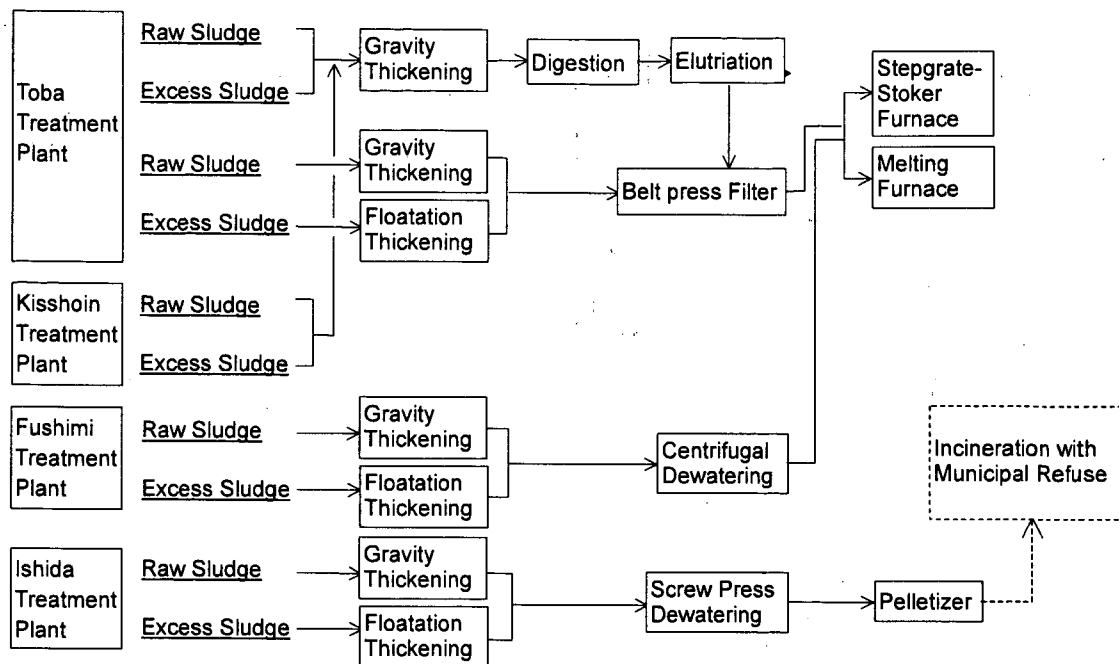 Toba
Treatment
Plant
Raw Sludge
Excess Sludge
Gravity
Thickening
Digestion
Elutriation
Stepgrate-
Stoker
Furnace
Melting
Furnace
Raw Sludge
Excess Sludge
Gravity
Thickening
Floatation
Thickening
Belt press Filter
Kisshoin
Treatment
Plant
Raw Sludge
Excess Sludge
Fushimi
Treatment
Plant
Raw Sludge
Excess Sludge
Gravity
Thickening
Floatation
Thickening
Centrifugal
Dewatering
Incineration with
Municipal Refuse
Ishida
Treatment
Plant
Raw Sludge
Excess Sludge
Gravity
Thickening
Floatation
Thickening
Screw Press
Dewatering
Pelletizer